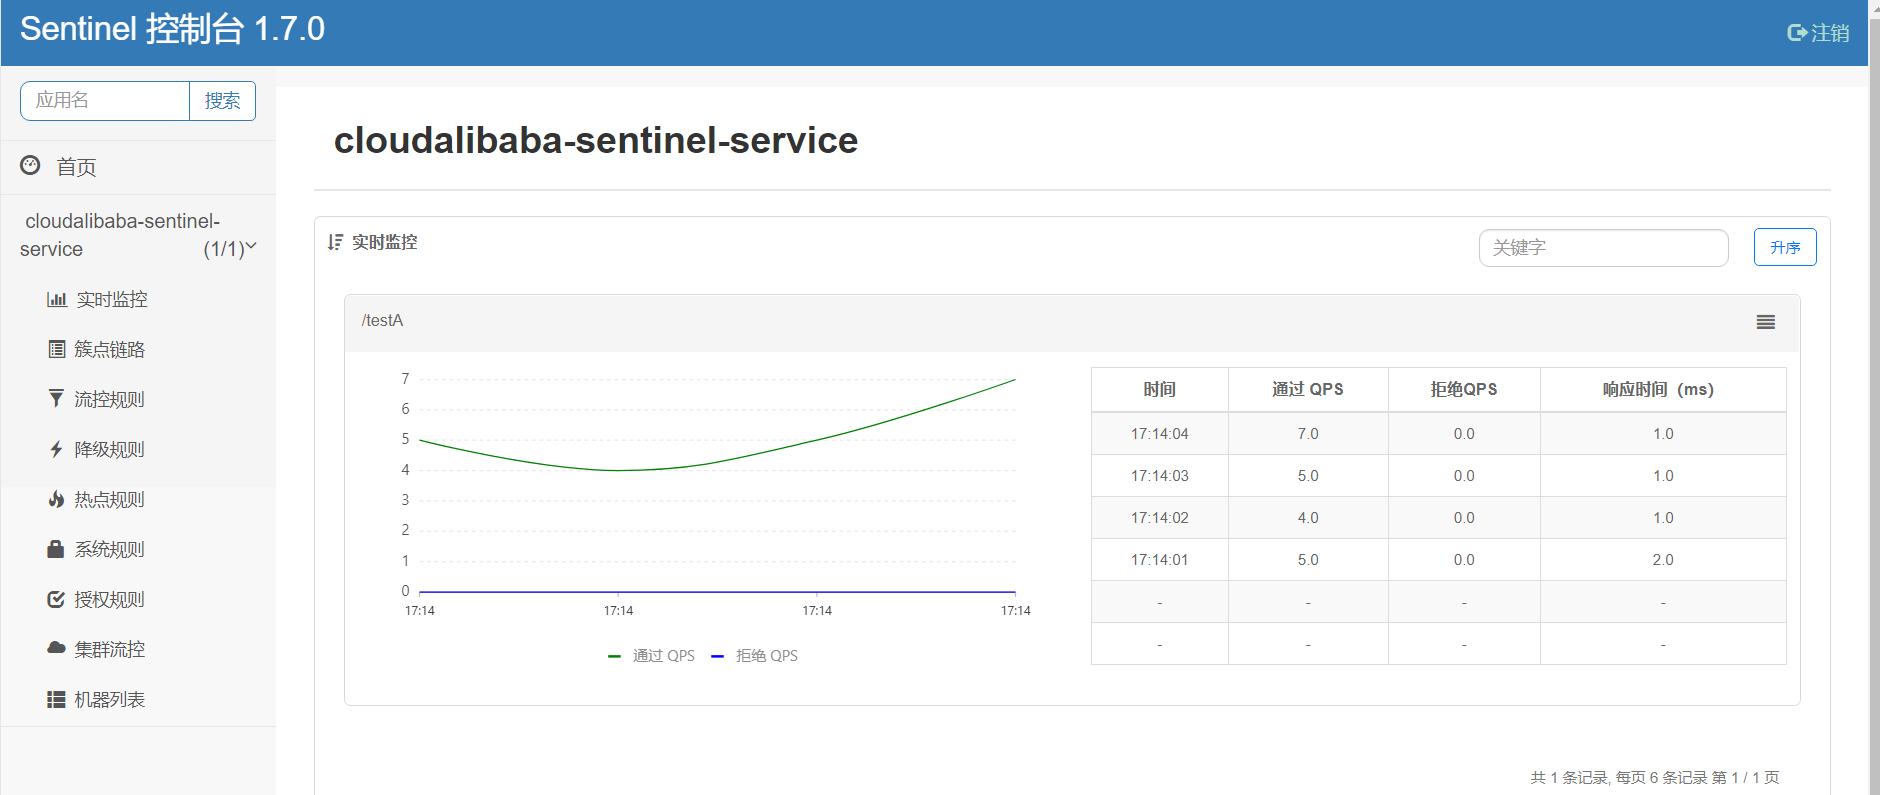 Sentinel 控制台 1.7.0
注销
应用名 搜索
首页
cloudalibaba-sentinel-
service (1/1)
实时监控
簇点链路
流控规则
降级规则
热点规则
系统规则
授权规则
集群流控
机器列表
cloudalibaba-sentinel-service
实时监控 关键字 升序
/testA
7
6
5
4
3
2
1
0
17:14 17:14 17:14 17:14
通过 QPS 拒绝 QPS
时间 通过 QPS 拒绝QPS 响应时间（ms）
17:14:04 7.0 0.0 1.0
17:14:03 5.0 0.0 1.0
17:14:02 4.0 0.0 1.0
17:14:01 5.0 0.0 2.0
- - - -
- - - -
共 1 条记录, 每页 6 条记录 第 1 / 1 页